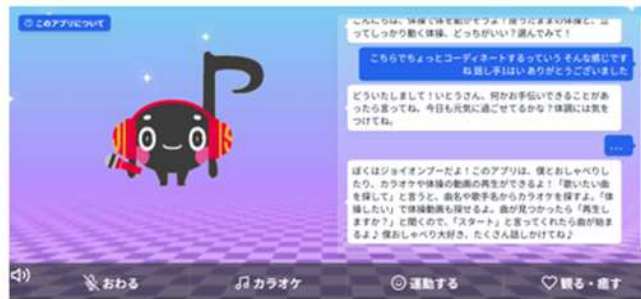 このアプリについて
こんにちは、体操で体を動かそうよ！座ったままの体操と、立
ってしっかり動く体操、どっちがいい？選んでみて！
こちらでちょっとコーディネートするっていう そんな感じです
ね 話し手1はい ありがとうございました
どういたしまして！いとうさん、何かお手伝いできることがあ
ったら言ってね。今日も元気に過ごせてるかな？体調には気を
つけてね。
...
ぼくはジョイオンプーだよ！このアプリは、僕とおしゃべりし
たり、カラオケや体操の動画の再生ができるよ！「歌いたい曲
を探して」と言うと、曲名や歌手名からカラオケを探すよ。「体
操したい」で体操動画も探せるよ。曲が見つかったら「再生し
ますか？」と聞くので、「スタート」と言ってくれたら曲が始ま
るよ♪ 僕おしゃべり大好き、たくさん話しかけてね♪
おわる
カラオケ
運動する
観る・癒す